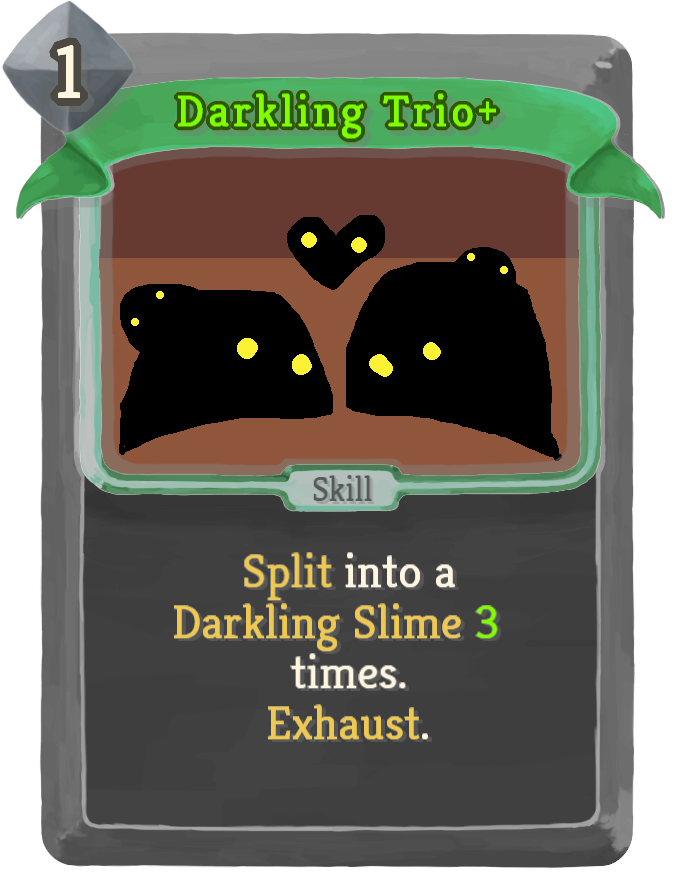 1
Darkling Trio+
Skill
Split into a
Darkling Slime 3
times.
Exhaust.